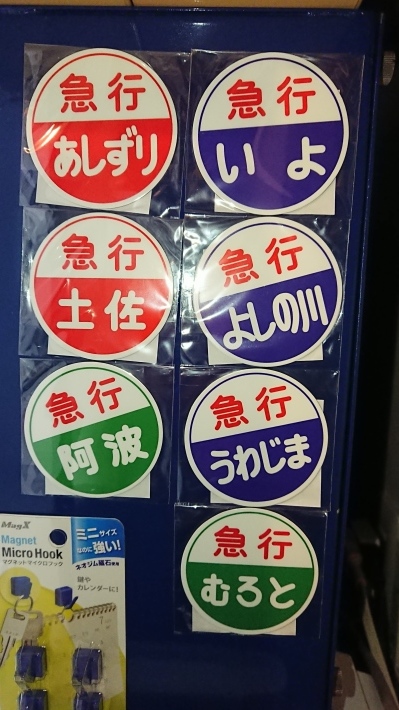 急行
あしずり
急行
いよ
急行
土佐
急行
よしの川
急行
阿波
急行
うわじま
急行
むろと
MagX
Magnet
Micro Hook
マグネットマイクロフック
ミニサイズ
なのに強い!
ネオジム磁石使用
鍵や
カレンダーに!